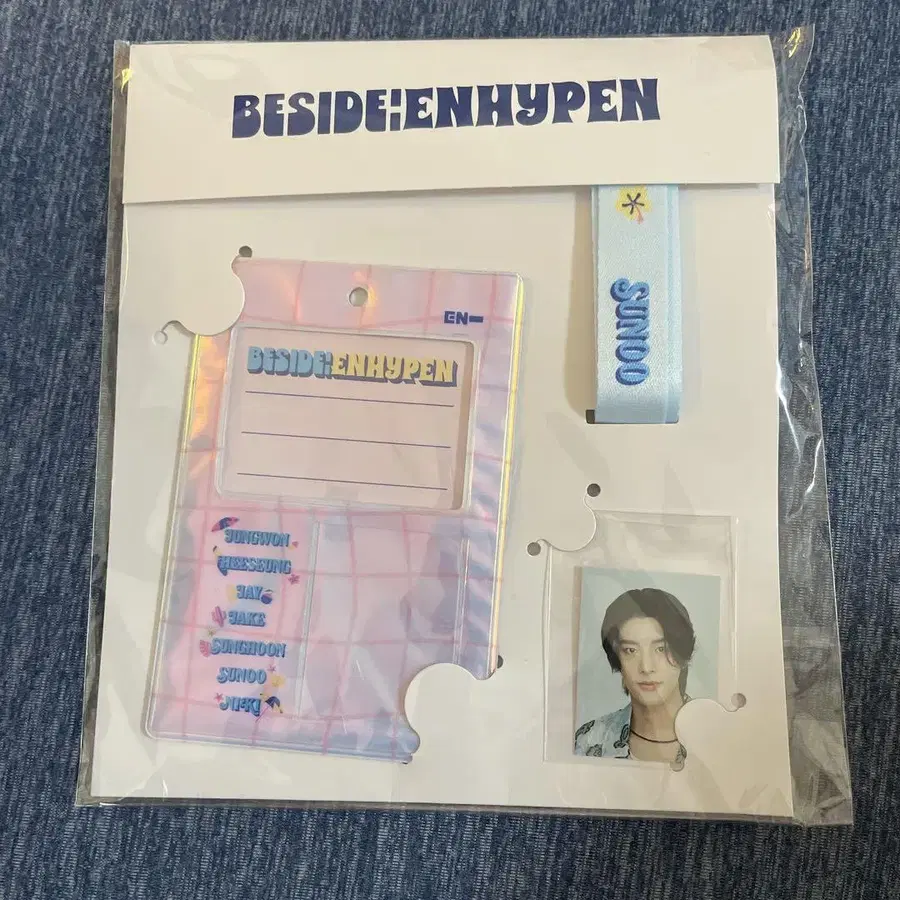 BESIDE:ENHYPEN
SUNOO
EN-
BESIDE:ENHYPEN
JUNGWON
HEESEUNG
JAY
JAKE
SUNGHOON
SUNOO
NI-KI